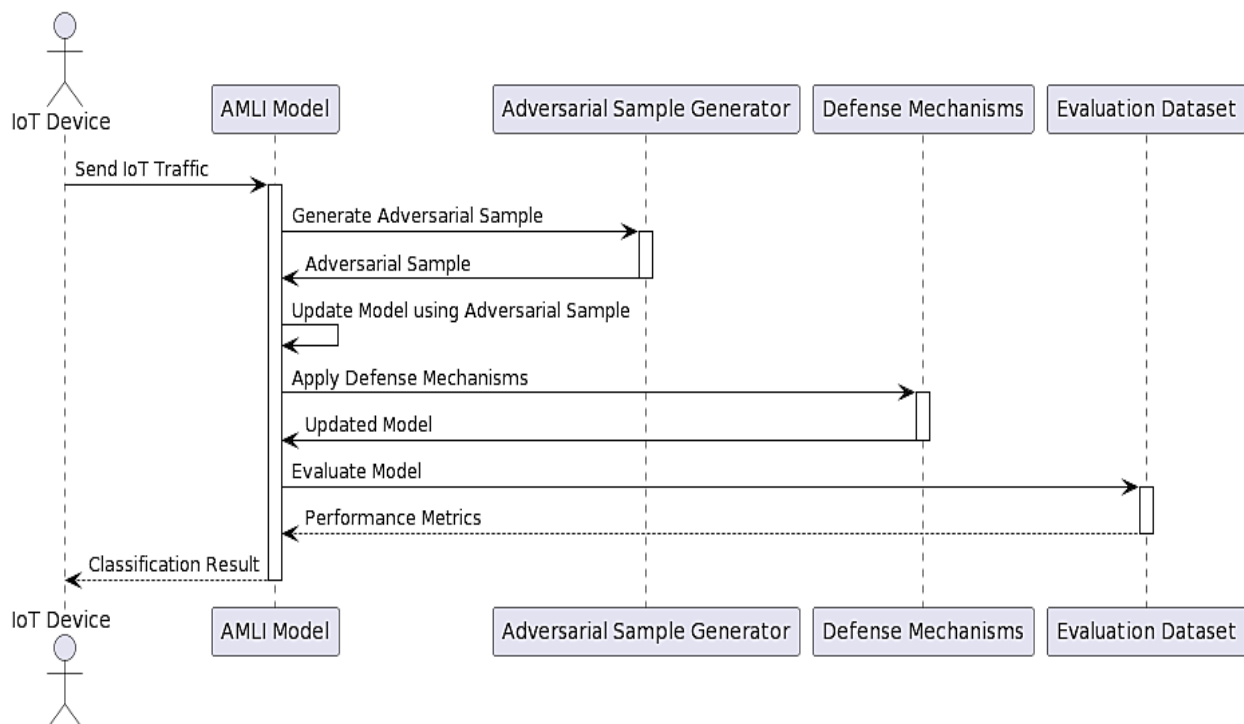 IoT Device
AMLI Model
Adversarial Sample Generator
Defense Mechanisms
Evaluation Dataset
Send IoT Traffic
Generate Adversarial Sample
Adversarial Sample
Update Model using Adversarial Sample
Apply Defense Mechanisms
Updated Model
Evaluate Model
Performance Metrics
Classification Result
IoT Device
AMLI Model
Adversarial Sample Generator
Defense Mechanisms
Evaluation Dataset